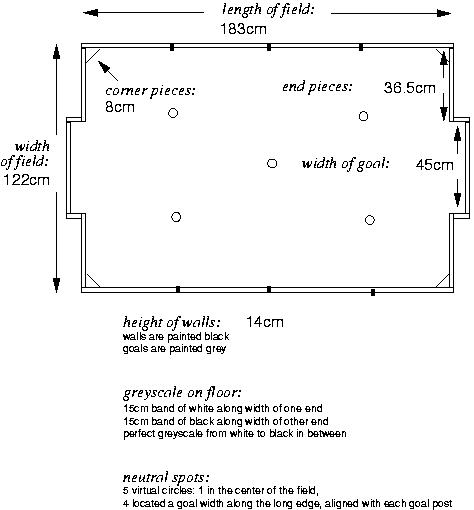 length of field:
183cm
corner pieces:
8cm
end pieces:
36.5cm
width
of field:
122cm
width of goal:
45cm
height of walls:
14cm
walls are painted black
goals are painted grey
greyscale on floor:
15cm band of white along width of one end
15cm band of black along width of other end
perfect greyscale from white to black in between
neutral spots:
5 virtual circles: 1 in the center of the field,
4 located a goal width along the long edge, aligned with each goal post